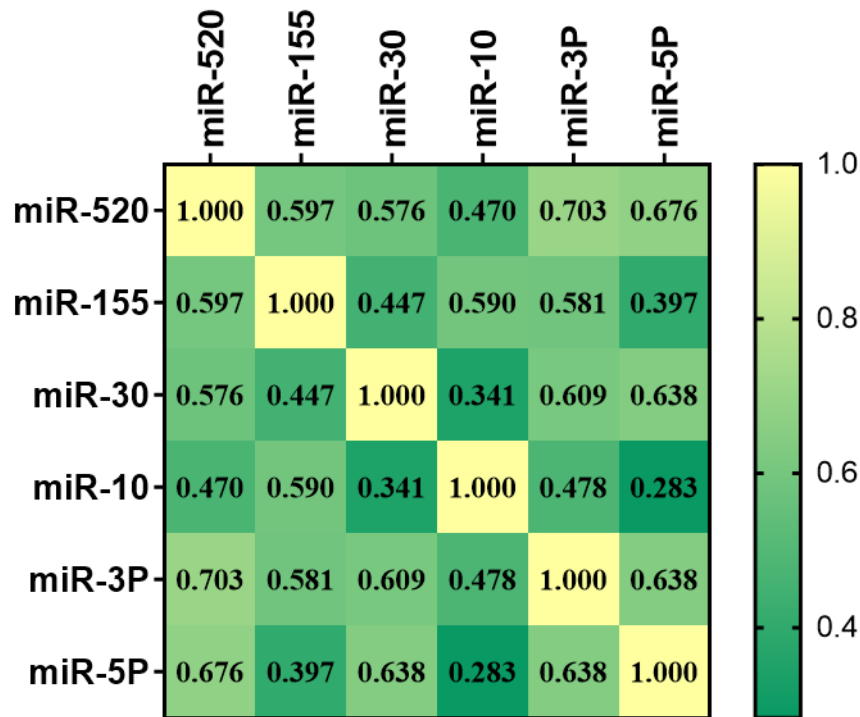 miR-520 miR-155 miR-30 miR-10 miR-3P miR-5P
1.0
miR-520 1.000 0.597 0.576 0.470 0.703 0.676
miR-155 0.597 1.000 0.447 0.590 0.581 0.397
0.8
miR-30 0.576 0.447 1.000 0.341 0.609 0.638
0.6
miR-10 0.470 0.590 0.341 1.000 0.478 0.283
miR-3P 0.703 0.581 0.609 0.478 1.000 0.638
0.4
miR-5P 0.676 0.397 0.638 0.283 0.638 1.000